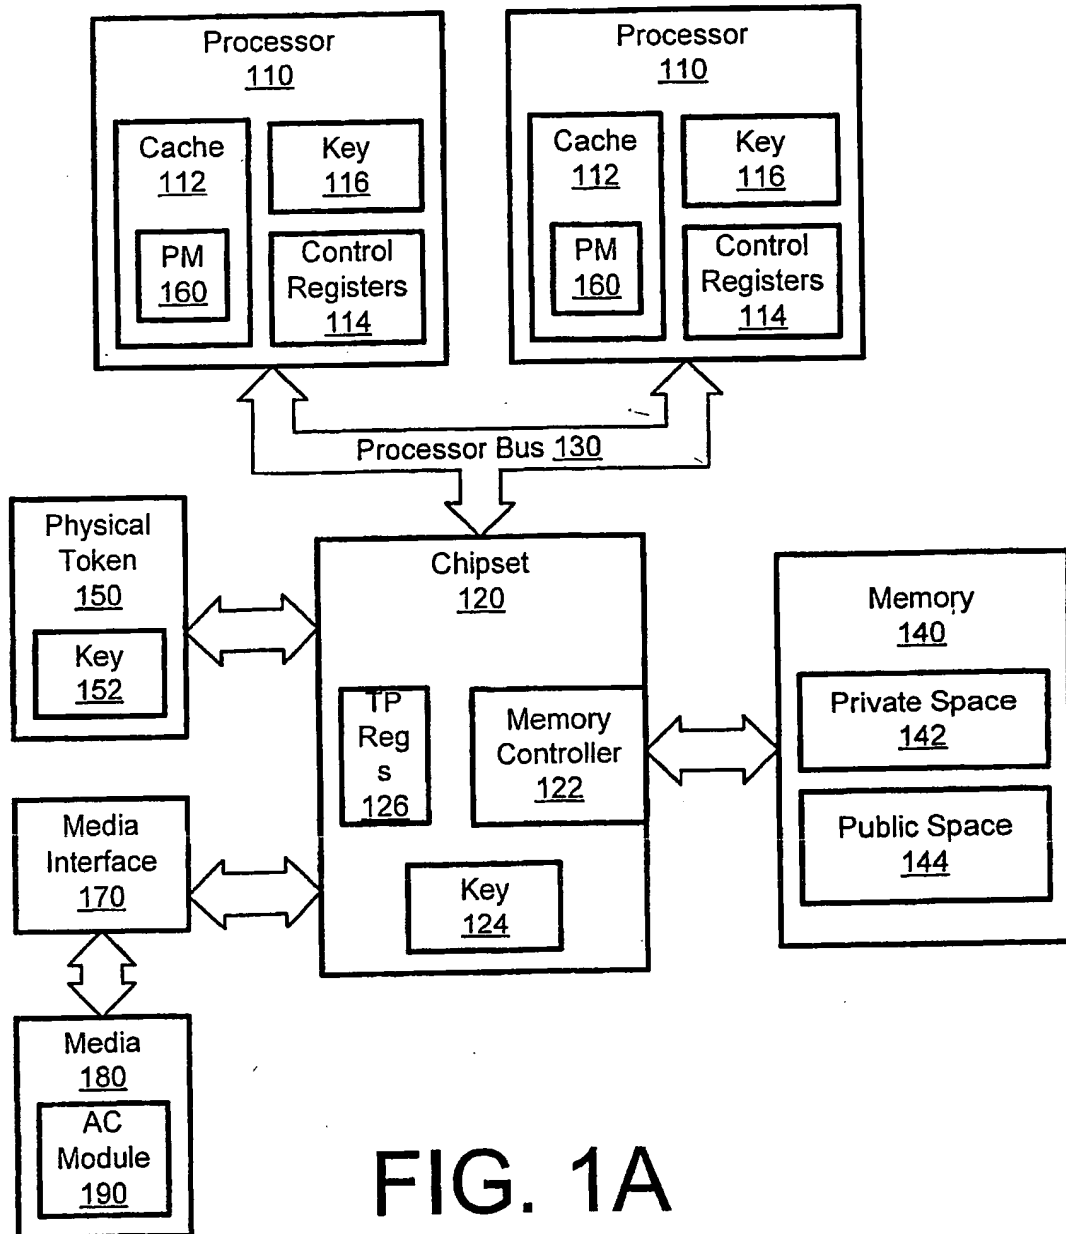 Processor
110
Cache
112
PM
160
Key
116
Control
Registers
114
Processor
110
Cache
112
PM
160
Key
116
Control
Registers
114
Processor Bus 130
Physical
Token
150
Key
152
Chipset
120
TP
Reg
s
126
Memory
Controller
122
Key
124
Memory
140
Private Space
142
Public Space
144
Media
Interface
170
Media
180
AC
Module
190
FIG. 1A